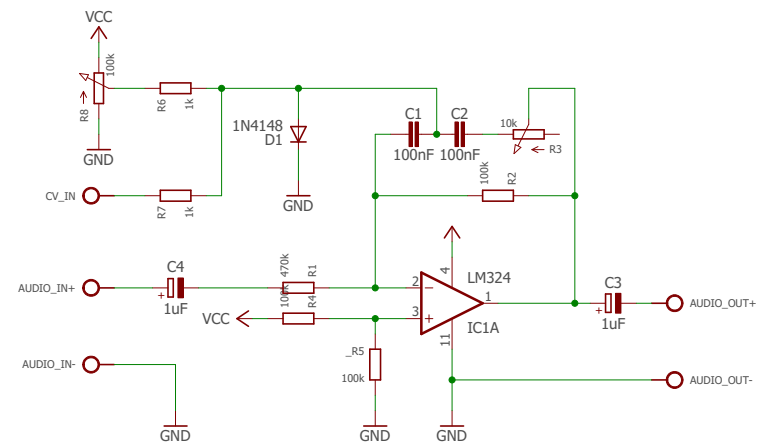 VCC
100k
R8
GND
R6
1k
1N4148
D1
GND
C1
C2
100nF
100nF
10k
R3
100k
R2
CV_IN
R7
1k
AUDIO_IN+
C4
+
1uF
470k
R1
100k
R4
VCC
2
−
3
+
4
11
1
LM324
IC1A
C3
+
1uF
AUDIO_OUT+
_R5
100k
AUDIO_IN-
AUDIO_OUT-
GND
GND
GND